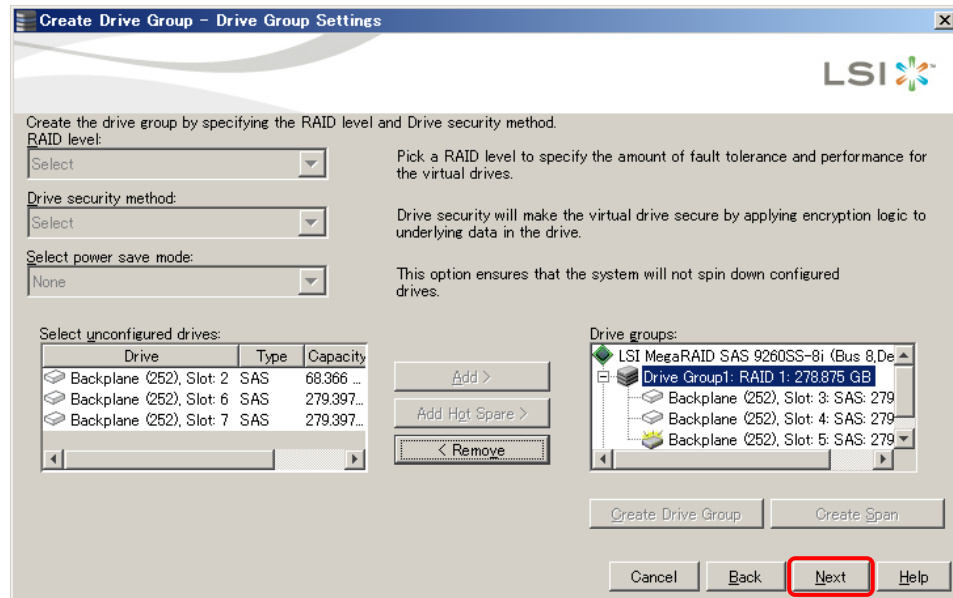 Create Drive Group - Drive Group Settings
LSI
Create the drive group by specifying the RAID level and Drive security method.
RAID level:
Select
Pick a RAID level to specify the amount of fault tolerance and performance for
the virtual drives.
Drive security method:
Select
Drive security will make the virtual drive secure by applying encryption logic to
underlying data in the drive.
Select power save mode:
None
This option ensures that the system will not spin down configured
drives.
Select unconfigured drives:
Drive Type Capacity
Backplane (252), Slot: 2 SAS 68.366 ...
Backplane (252), Slot: 6 SAS 279.397...
Backplane (252), Slot: 7 SAS 279.397...
Add >
Add Hot Spare >
< Remove
Drive groups:
LSI MegaRAID SAS 9260SS-8i (Bus 8,De
Drive Group1: RAID 1: 278.875 GB
Backplane (252), Slot: 3: SAS: 279
Backplane (252), Slot: 4: SAS: 279
Backplane (252), Slot: 5: SAS: 279
Create Drive Group
Create Span
Cancel
Back
Next
Help